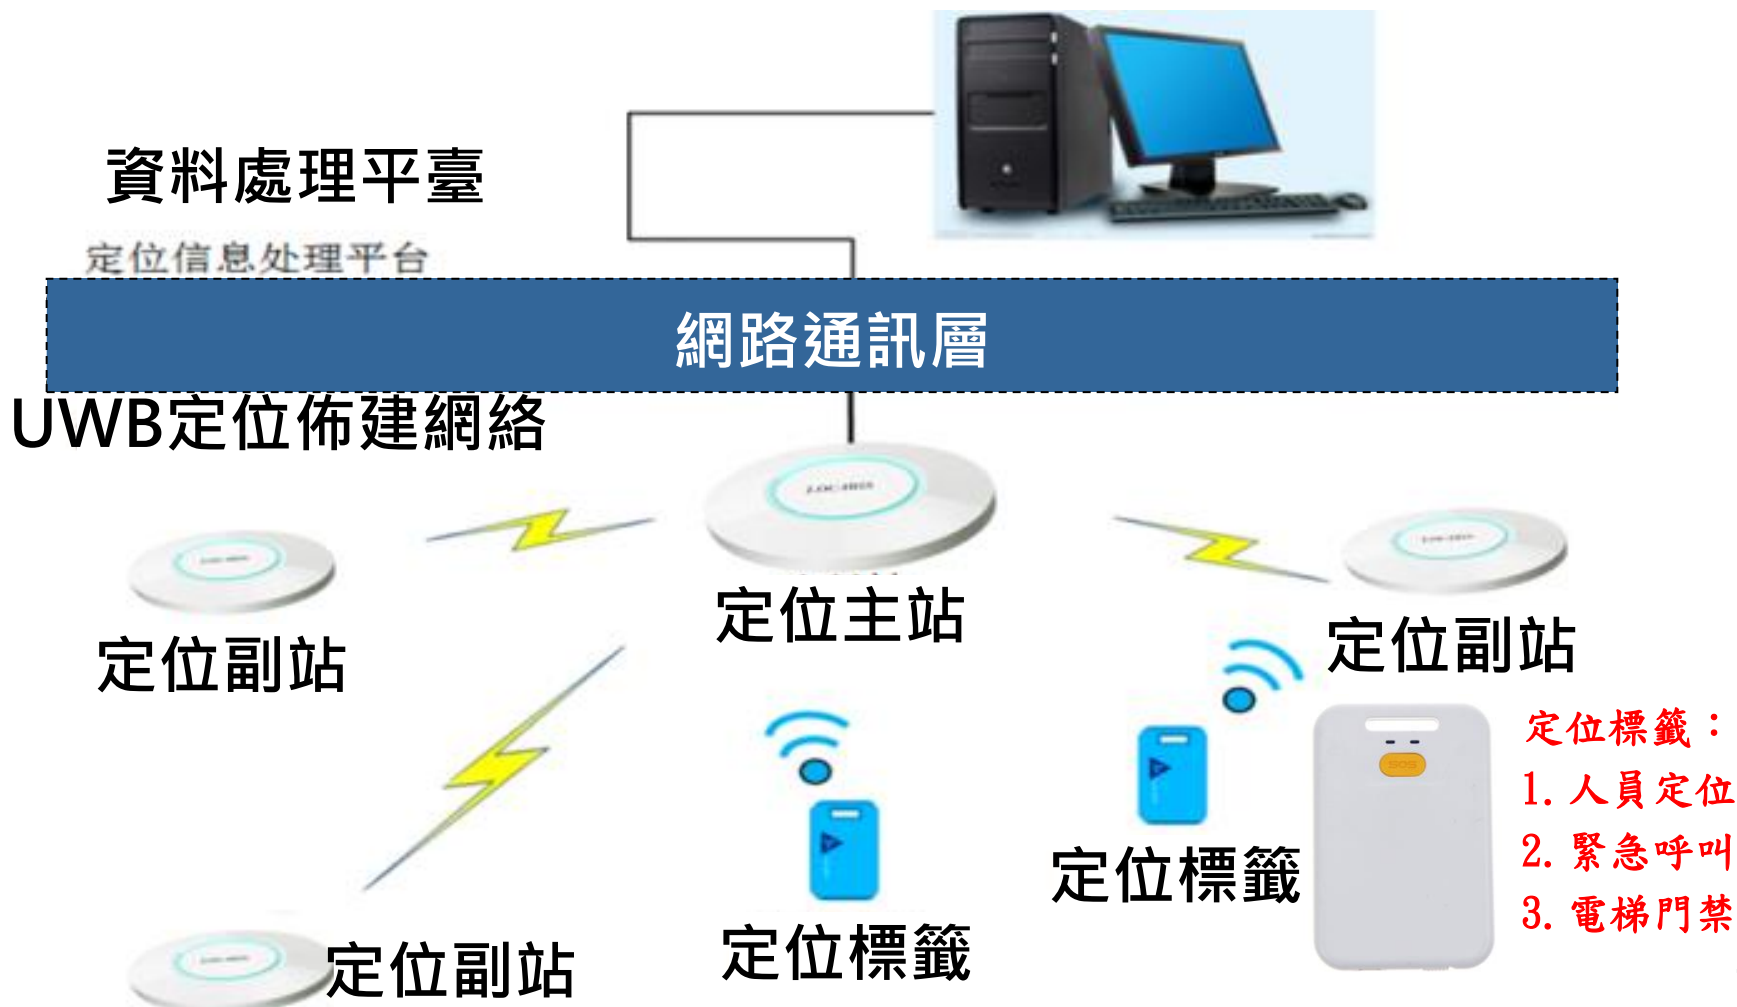 資料處理平臺
定位信息处理平台
網路通訊層
UWB定位佈建網絡
定位主站
定位副站
定位副站
定位標籤
定位標籤
定位副站
SOS
定位標籤：
1. 人員定位
2. 緊急呼叫
3. 電梯門禁